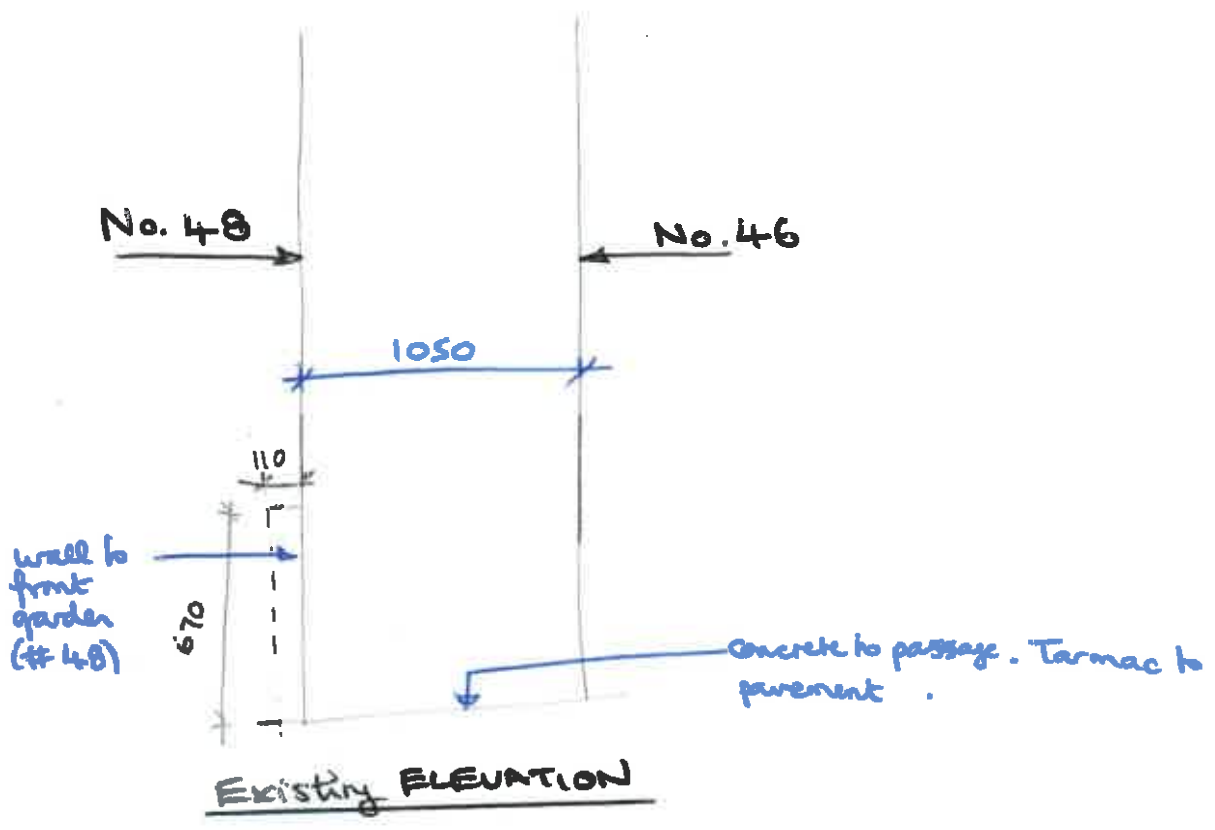 No. 48
No. 46
1050
110
wall to
front
garden
(# 48)
670
Concrete to passage. Tarmac to
pavement.
Existing ELEVATION